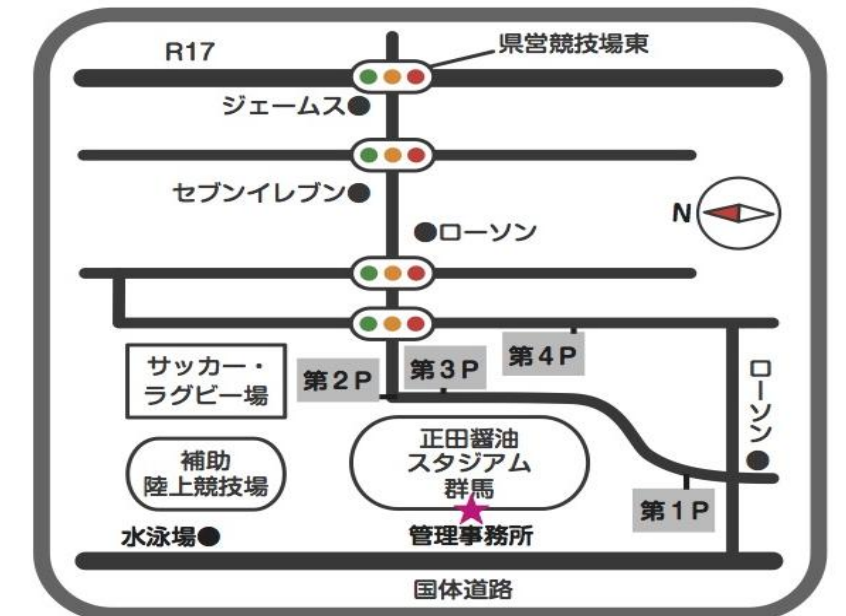 R17
県営競技場東
ジェームス
セブンイレブン
ローソン
N
サッカー・
ラグビー場
第2P
第3P
第4P
ローソン
補助
陸上競技場
正田醤油
スタジアム
群馬
第1P
水泳場
管理事務所
国体道路